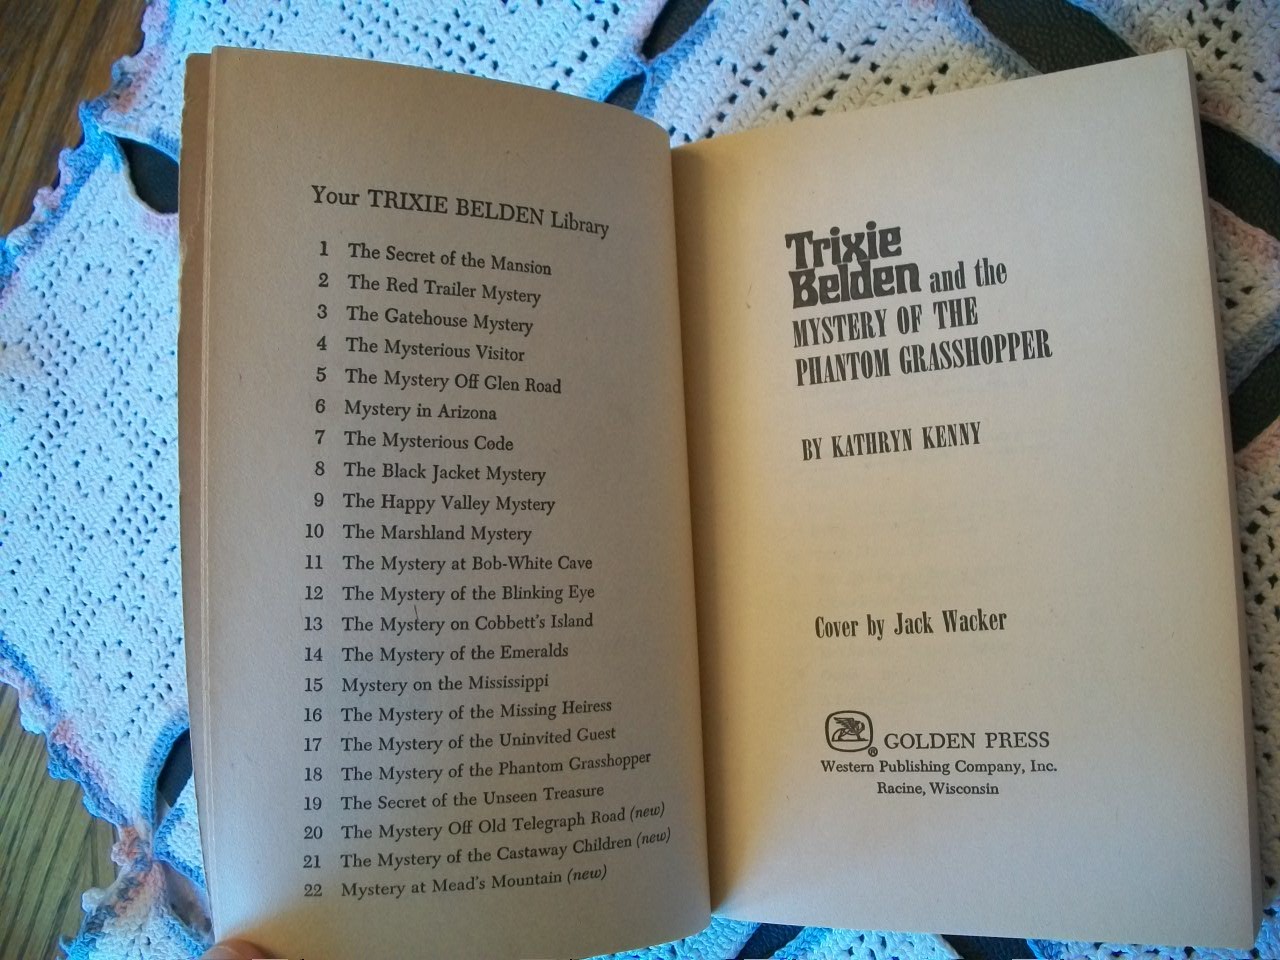 Your TRIXIE BELDEN Library
1 The Secret of the Mansion
2 The Red Trailer Mystery
3 The Gatehouse Mystery
4 The Mysterious Visitor
5 The Mystery Off Glen Road
6 Mystery in Arizona
7 The Mysterious Code
8 The Black Jacket Mystery
9 The Happy Valley Mystery
10 The Marshland Mystery
11 The Mystery at Bob-White Cave
12 The Mystery of the Blinking Eye
13 The Mystery on Cobbett's Island
14 The Mystery of the Emeralds
15 Mystery on the Mississippi
16 The Mystery of the Missing Heiress
17 The Mystery of the Uninvited Guest
18 The Mystery of the Phantom Grasshopper
19 The Secret of the Unseen Treasure
20 The Mystery Off Old Telegraph Road (new)
21 The Mystery of the Castaway Children (new)
22 Mystery at Mead's Mountain (new)
Trixie
Belden and the
MYSTERY OF THE
PHANTOM GRASSHOPPER
BY KATHRYN KENNY
Cover by Jack Wacker
® GOLDEN PRESS
Western Publishing Company, Inc.
Racine, Wisconsin